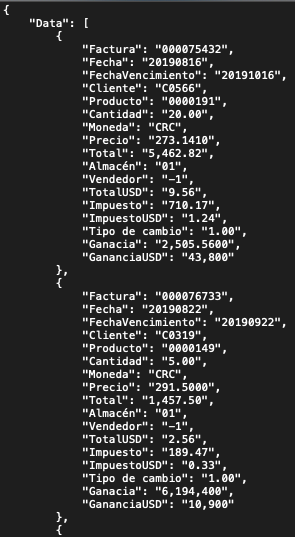 {
"Data": [
{
"Factura": "000075432",
"Fecha": "20190816",
"FechaVencimiento": "20191016",
"Cliente": "C0566",
"Producto": "0000191",
"Cantidad": "20.00",
"Moneda": "CRC",
"Precio": "273.1410",
"Total": "5,462.82",
"Almacén": "01",
"Vendedor": "-1",
"TotalUSD": "9.56",
"Impuesto": "710.17",
"ImpuestoUSD": "1.24",
"Tipo de cambio": "1.00",
"Ganacia": "2,505.5600",
"GananciaUSD": "43,800"
},
{
"Factura": "000076733",
"Fecha": "20190822",
"FechaVencimiento": "20190922",
"Cliente": "C0319",
"Producto": "0000149",
"Cantidad": "5.00",
"Moneda": "CRC",
"Precio": "291.5000",
"Total": "1,457.50",
"Almacén": "01",
"Vendedor": "-1",
"TotalUSD": "2.56",
"Impuesto": "189.47",
"ImpuestoUSD": "0.33",
"Tipo de cambio": "1.00",
"Ganacia": "6,194,400",
"GananciaUSD": "10,900"
},
{